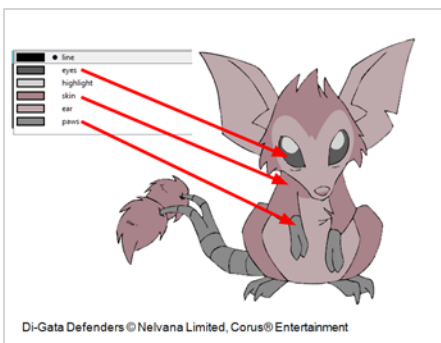 line
eyes
highlight
skin
ear
paws
Di-Gata Defenders © Nelvana Limited, Corus® Entertainment